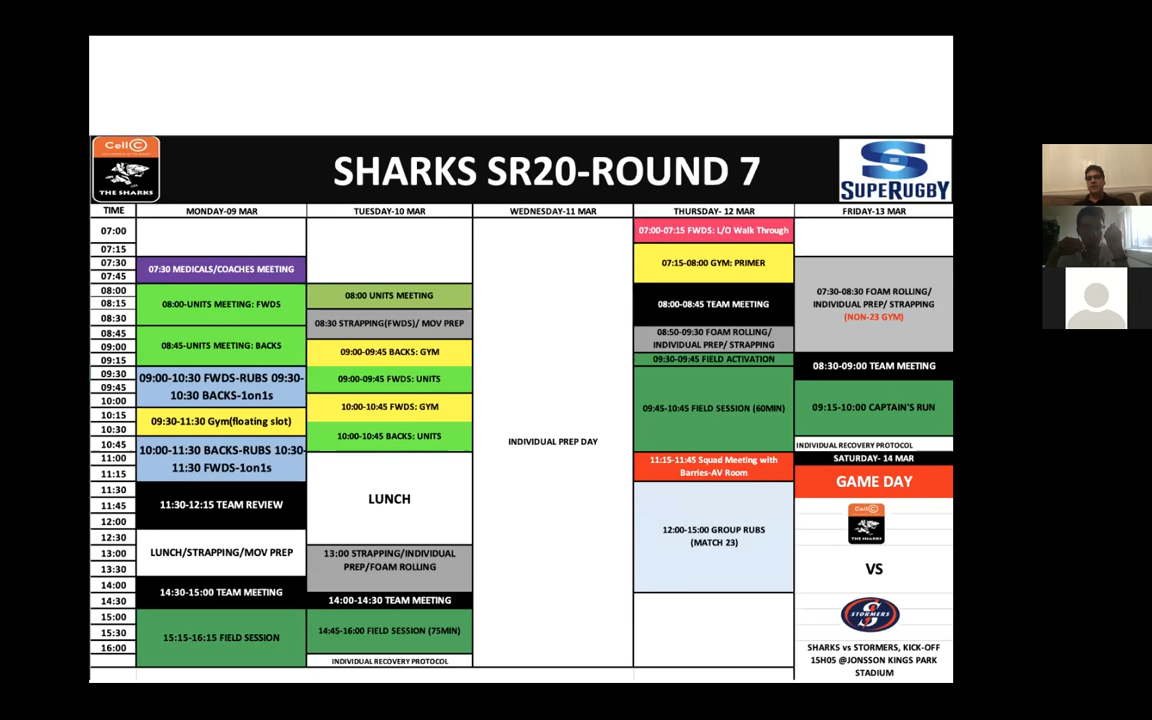 Cell C
THE SHARKS
SHARKS SR20-ROUND 7
S
SUPERUGBY
TIME
MONDAY-09 MAR
TUESDAY-10 MAR
WEDNESDAY-11 MAR
THURSDAY- 12 MAR
FRIDAY-13 MAR
07:00
07:15
07:30
07:45
08:00
08:15
08:30
08:45
09:00
09:15
09:30
09:45
10:00
10:15
10:30
10:45
11:00
11:15
11:30
11:45
12:00
12:30
13:00
13:30
14:00
14:30
15:00
15:30
16:00
07:30 MEDICALS/COACHES MEETING
08:00-UNITS MEETING: FWDS
08:45-UNITS MEETING: BACKS
09:00-10:30 FWDS-RUBS 09:30-
10:30 BACKS-1on1s
09:30-11:30 Gym(floating slot)
10:00-11:30 BACKS-RUBS 10:30-
11:30 FWDS-1on1s
11:30-12:15 TEAM REVIEW
LUNCH/STRAPPING/MOV PREP
14:30-15:00 TEAM MEETING
15:15-16:15 FIELD SESSION
08:00 UNITS MEETING
08:30 STRAPPING(FWDS)/ MOV PREP
09:00-09:45 BACKS: GYM
09:00-09:45 FWDS: UNITS
10:00-10:45 FWDS: GYM
10:00-10:45 BACKS: UNITS
LUNCH
13:00 STRAPPING/INDIVIDUAL
PREP/FOAM ROLLING
14:00-14:30 TEAM MEETING
14:45-16:00 FIELD SESSION (75MIN)
INDIVIDUAL RECOVERY PROTOCOL
INDIVIDUAL PREP DAY
07:00-07:15 FWDS: L/O Walk Through
07:15-08:00 GYM: PRIMER
08:00-08:45 TEAM MEETING
08:50-09:30 FOAM ROLLING/
INDIVIDUAL PREP/ STRAPPING
09:30-09:45 FIELD ACTIVATION
09:45-10:45 FIELD SESSION (60MIN)
11:15-11:45 Squad Meeting with
Barries-AV Room
12:00-15:00 GROUP RUBS
(MATCH 23)
07:30-08:30 FOAM ROLLING/
INDIVIDUAL PREP/ STRAPPING
(NON-23 GYM)
08:30-09:00 TEAM MEETING
09:15-10:00 CAPTAIN'S RUN
INDIVIDUAL RECOVERY PROTOCOL
SATURDAY- 14 MAR
GAME DAY
Cell C
THE SHARKS
VS
STORMERS
SHARKS vs STORMERS, KICK-OFF
15H05 @JONSSON KINGS PARK
STADIUM